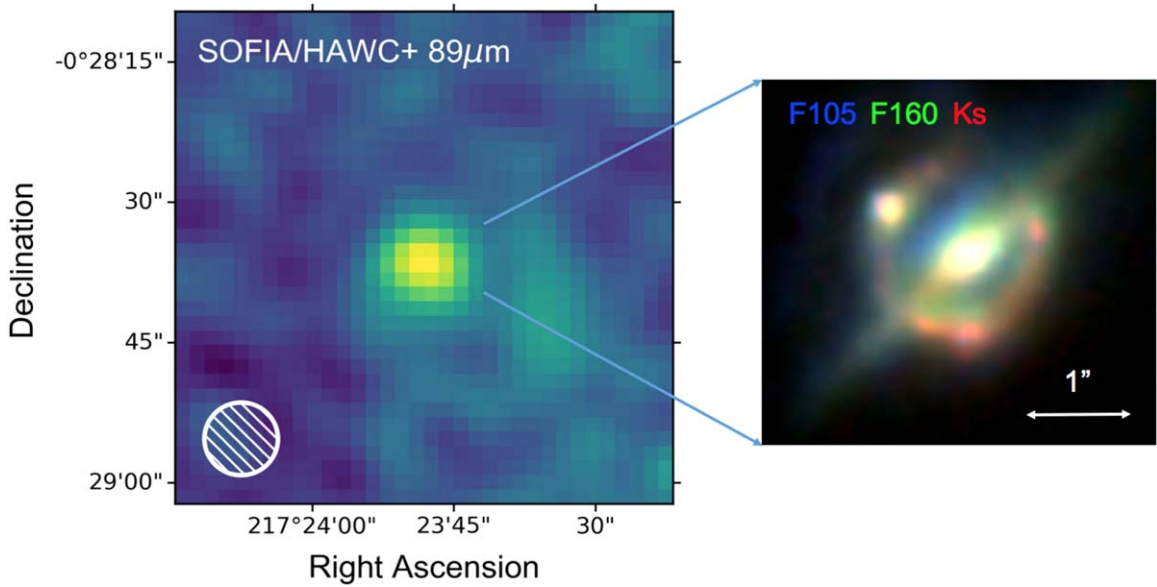 SOFIA/HAWC+ 89μm
-0°28'15"
30"
45"
29'00"
Declination
217°24'00"
23'45"
30"
Right Ascension
F105 F160 Ks
1”